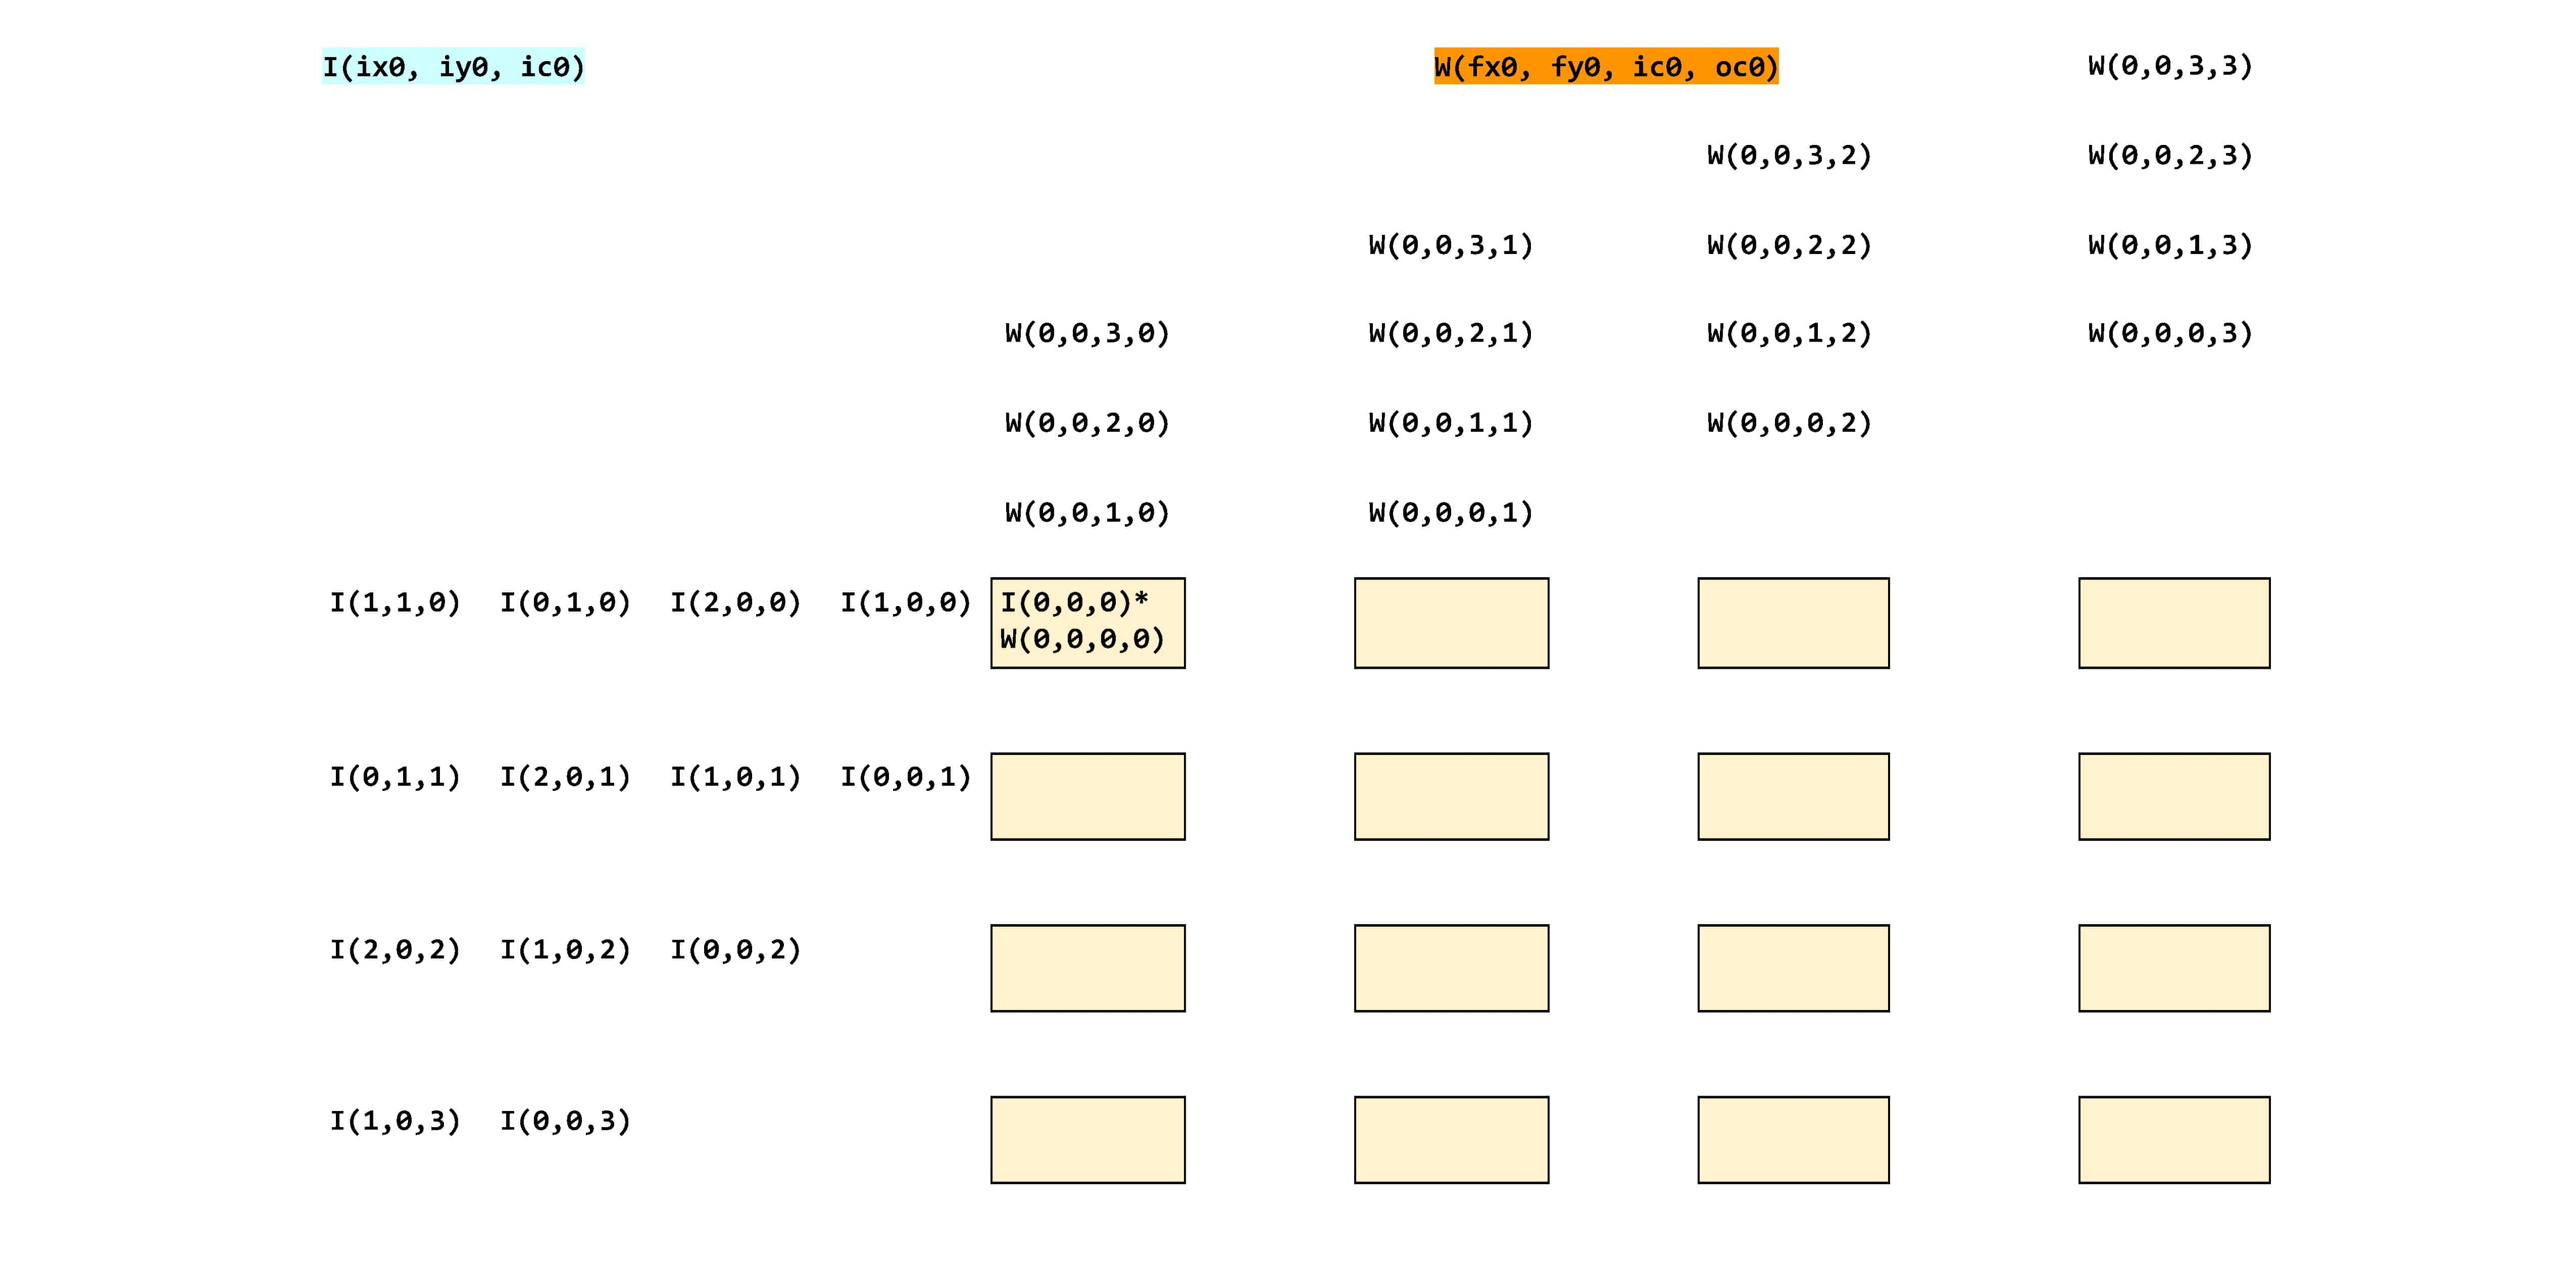 I(ix0, iy0, ic0) W(fx0, fy0, ic0, oc0) W(0,0,3,3)
W(0,0,3,2) W(0,0,2,3)
W(0,0,3,1) W(0,0,2,2) W(0,0,1,3)
W(0,0,3,0) W(0,0,2,1) W(0,0,1,2) W(0,0,0,3)
W(0,0,2,0) W(0,0,1,1) W(0,0,0,2)
W(0,0,1,0) W(0,0,0,1)
I(1,1,0) I(0,1,0) I(2,0,0) I(1,0,0) I(0,0,0)*
W(0,0,0,0)
I(0,1,1) I(2,0,1) I(1,0,1) I(0,0,1)
I(2,0,2) I(1,0,2) I(0,0,2)
I(1,0,3) I(0,0,3)